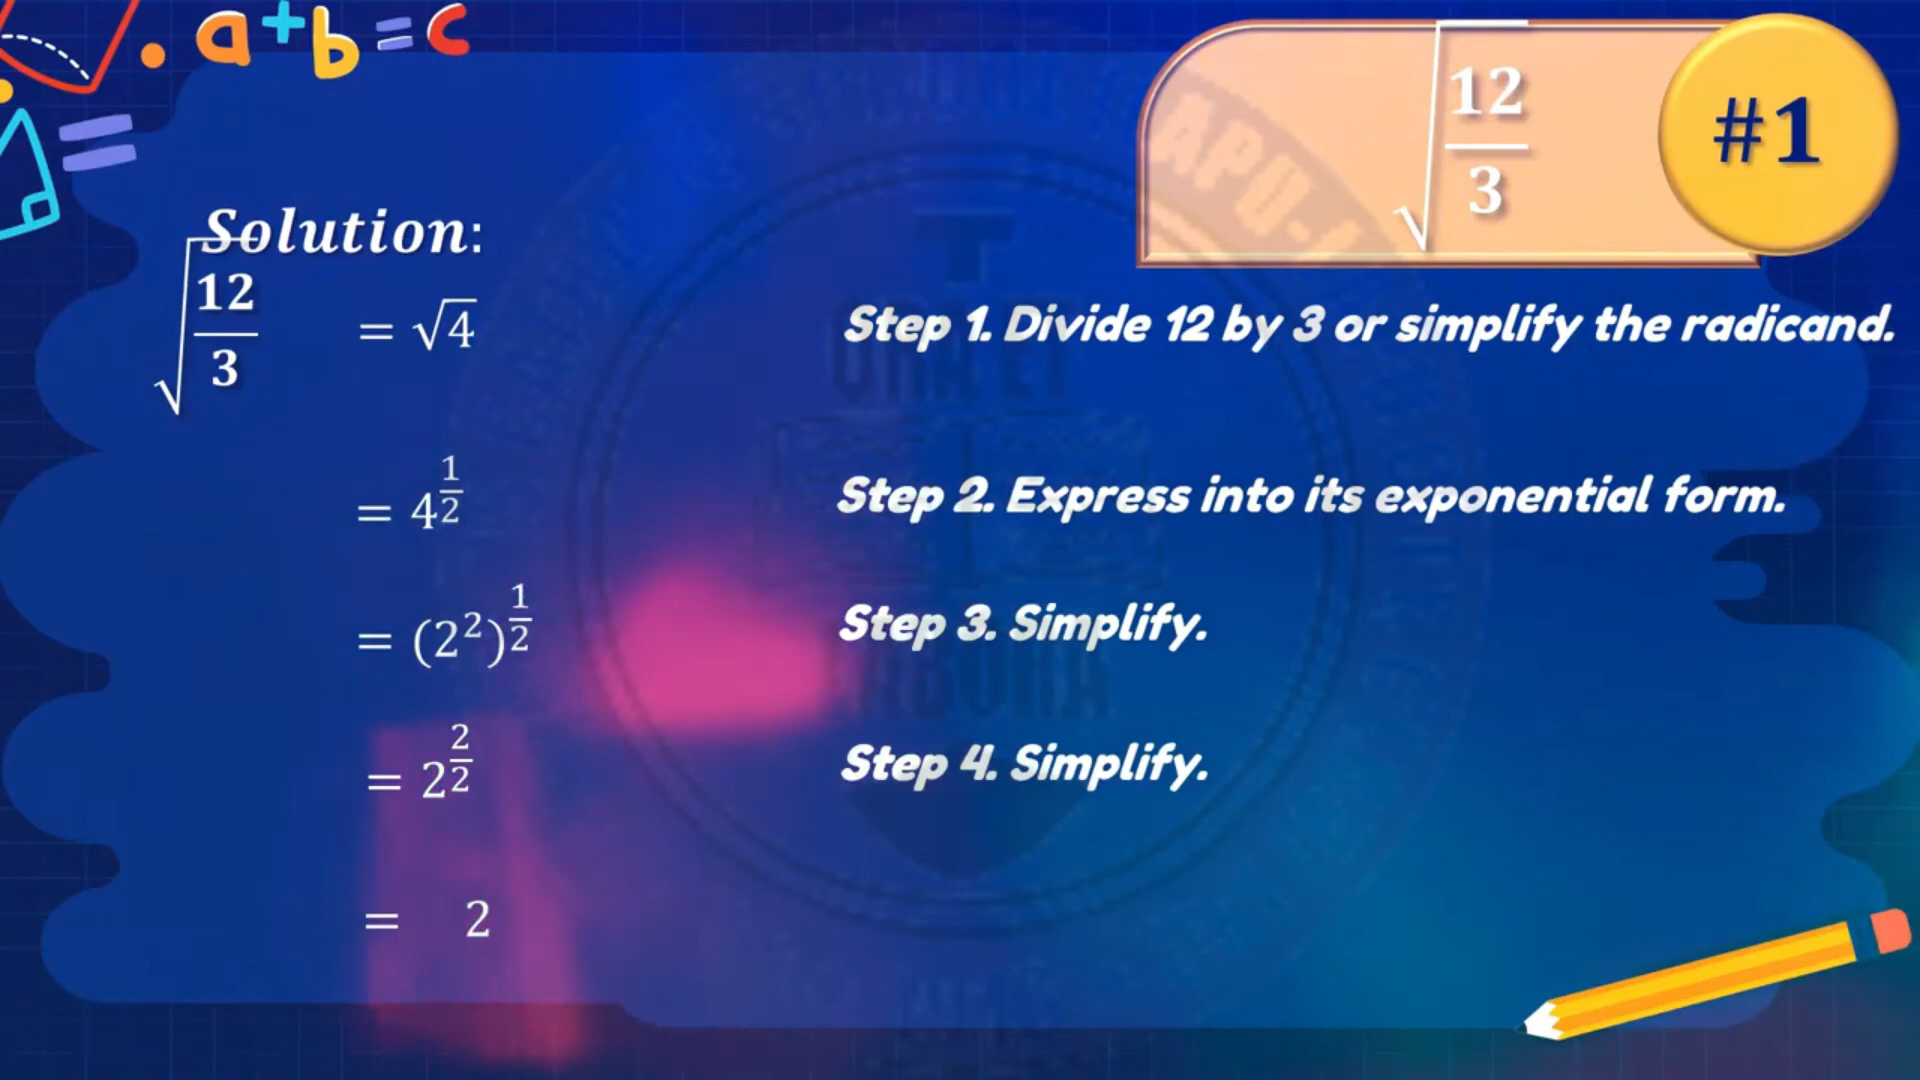 a+b=c
√(12/3)
#1
Solution:
√(12/3) = √4
Step 1. Divide 12 by 3 or simplify the radicand.
= 4^(1/2)
Step 2. Express into its exponential form.
= (2²)^(1/2)
Step 3. Simplify.
= 2^(2/2)
Step 4. Simplify.
= 2